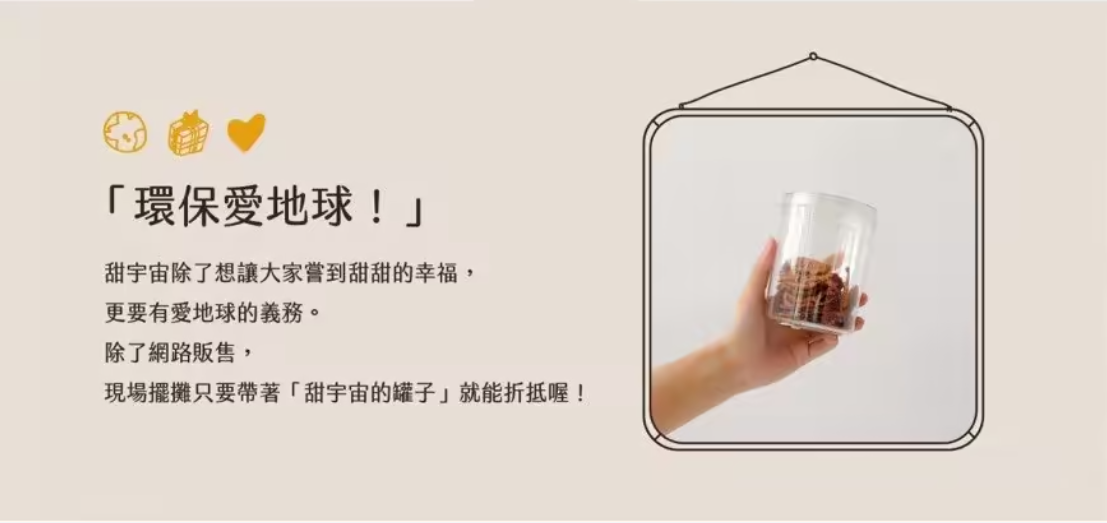 「環保愛地球！」
甜宇宙除了想讓大家嘗到甜甜的幸福，
更要有愛地球的義務。
除了網路販售，
現場擺攤只要帶著「甜宇宙的罐子」就能折抵喔！